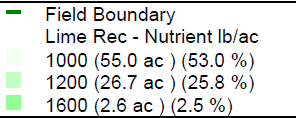 Field Boundary
Lime Rec - Nutrient lb/ac
1000 (55.0 ac ) (53.0 %)
1200 (26.7 ac ) (25.8 %)
1600 (2.6 ac ) (2.5 %)